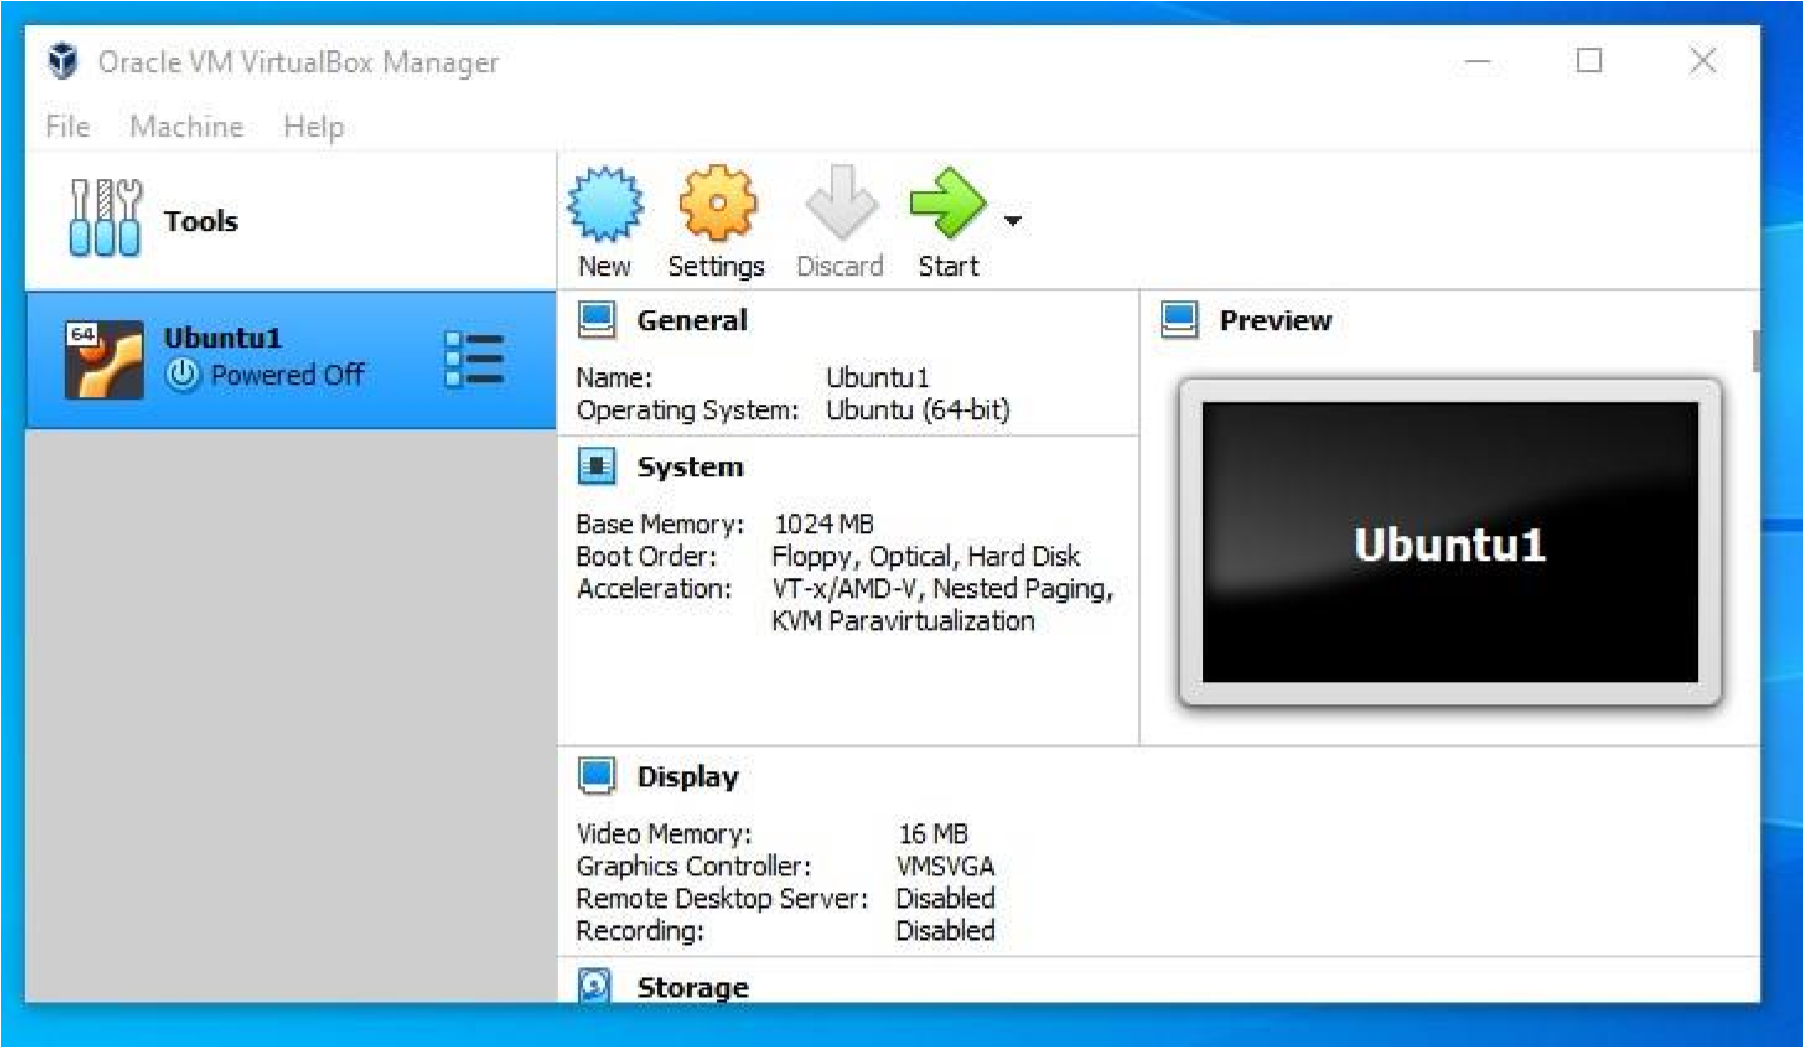 Oracle VM VirtualBox Manager
File Machine Help
Tools
New Settings Discard Start
64
Ubuntu1
Powered Off
General
Name: Ubuntu1
Operating System: Ubuntu (64-bit)
Preview
Ubuntu1
System
Base Memory: 1024 MB
Boot Order: Floppy, Optical, Hard Disk
Acceleration: VT-x/AMD-V, Nested Paging,
KVM Paravirtualization
Display
Video Memory: 16 MB
Graphics Controller: VMSVGA
Remote Desktop Server: Disabled
Recording: Disabled
Storage